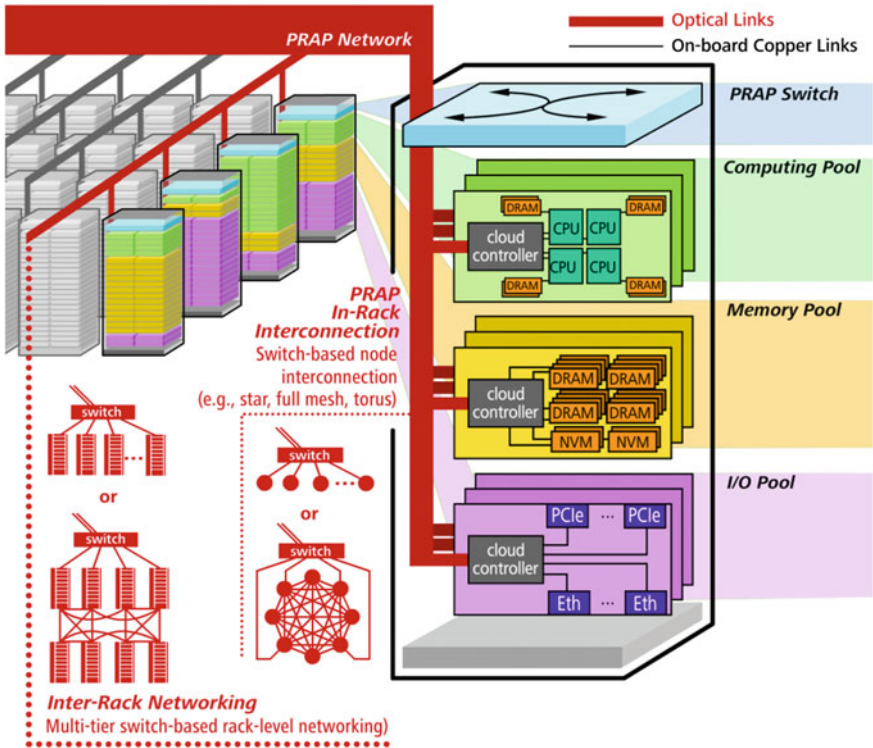 Optical Links
On-board Copper Links
PRAP Network
PRAP Switch
Computing Pool
DRAM
DRAM
CPU
CPU
cloud
controller
CPU
CPU
DRAM
DRAM
Memory Pool
cloud
controller
DRAM
DRAM
DRAM
DRAM
NVM
NVM
I/O Pool
PCIe
...
PCIe
cloud
controller
Eth
...
Eth
PRAP
In-Rack
Interconnection
Switch-based node
interconnection
(e.g., star, full mesh, torus)
switch
or
switch
switch
or
switch
Inter-Rack Networking
Multi-tier switch-based rack-level networking)